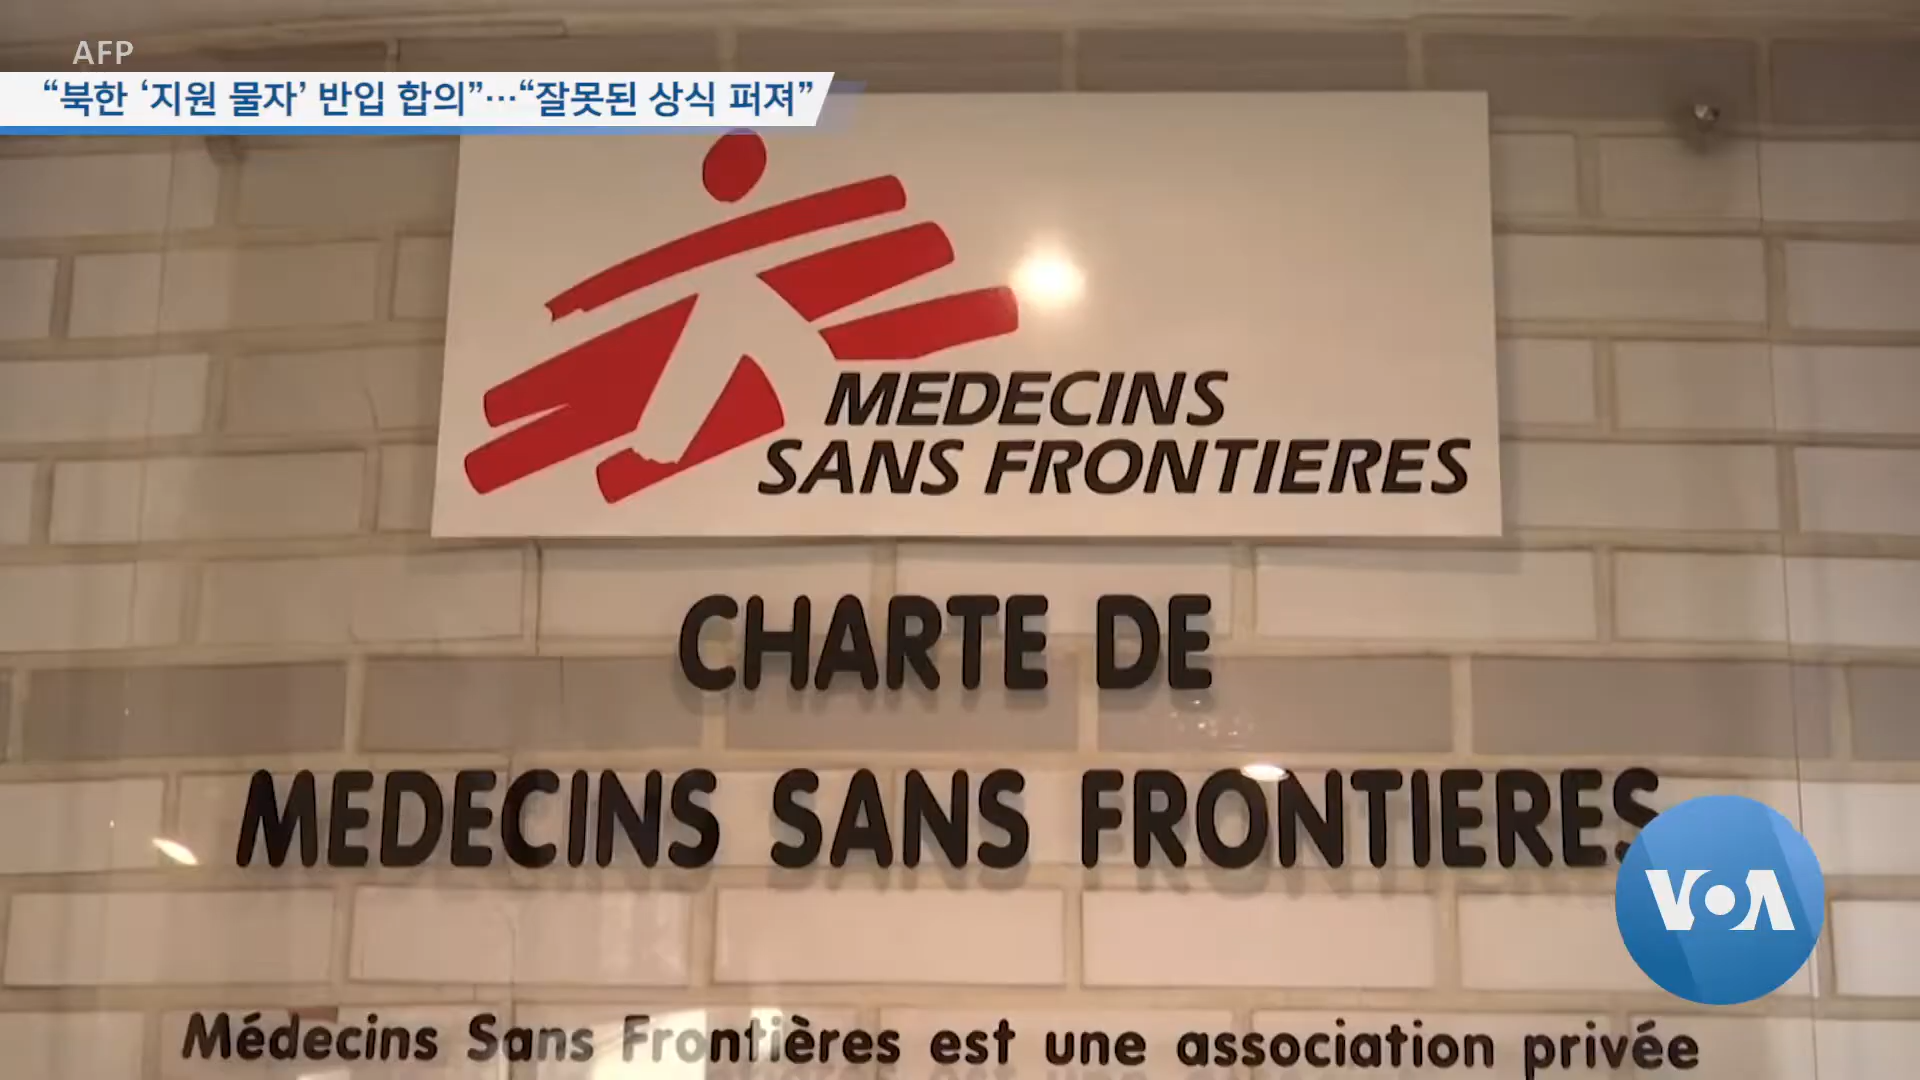 AFP
“북한 ‘지원 물자’ 반입 합의”…“잘못된 상식 퍼져”
MEDECINS
SANS FRONTIERES
CHARTE DE
MEDECINS SANS FRONTIERES
VOA
Médecins Sans Frontières est une association privée